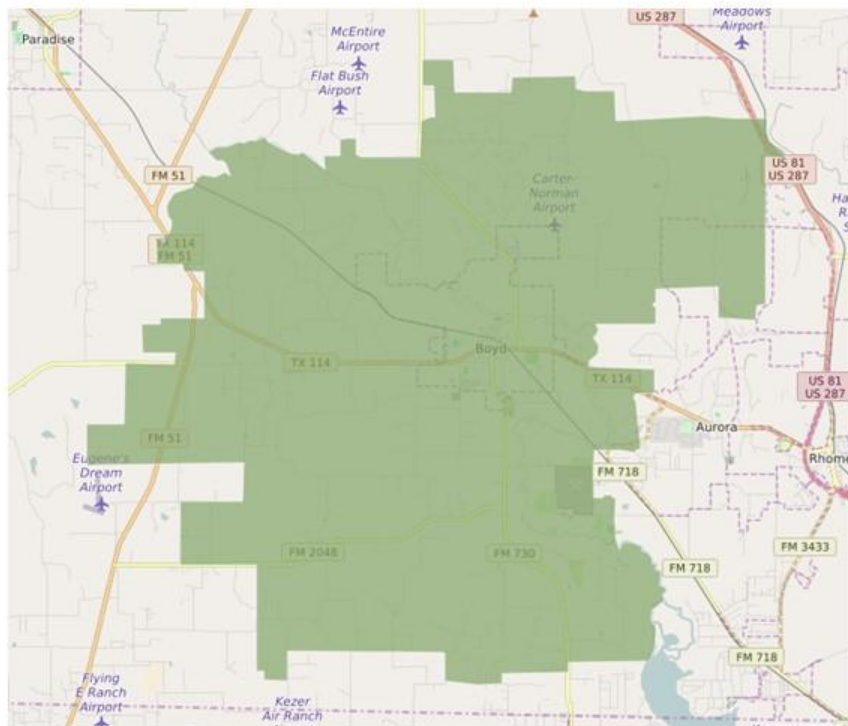 Paradise
McEntire
Airport
Flat Bush
Airport
US 287
Meadows
Airport
FM 51
US 81
US 287
Carter-
Norman
Airport
TX 114
FM 51
Boyd
TX 114
TX 114
US 81
US 287
FM 51
Aurora
Eugene's
Dream
Airport
FM 718
Rhome
FM 2048
FM 730
FM 3433
FM 718
FM 718
Flying
E Ranch
Airport
Kezer
Air Ranch